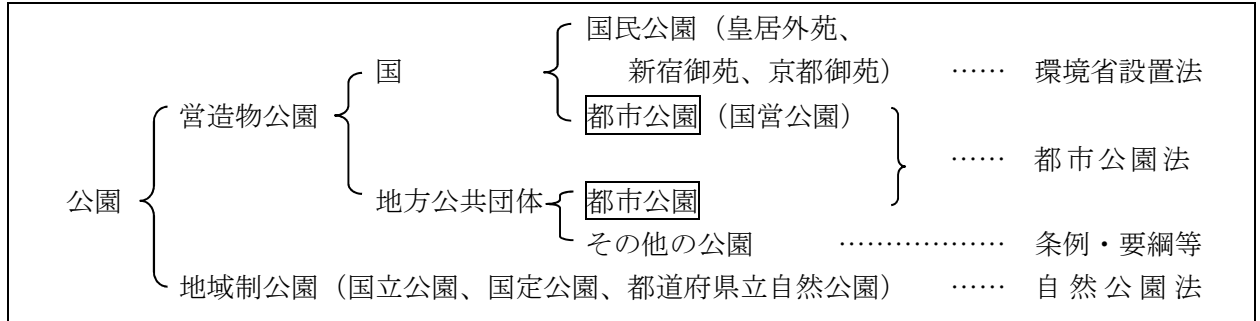 国民公園（皇居外苑、
国 新宿御苑、京都御苑） …… 環境省設置法
営造物公園 都市公園（国営公園）
…… 都市公園法
公園 地方公共団体 都市公園
その他の公園 ……………… 条例・要綱等
地域制公園（国立公園、国定公園、都道府県立自然公園） …… 自然公園法